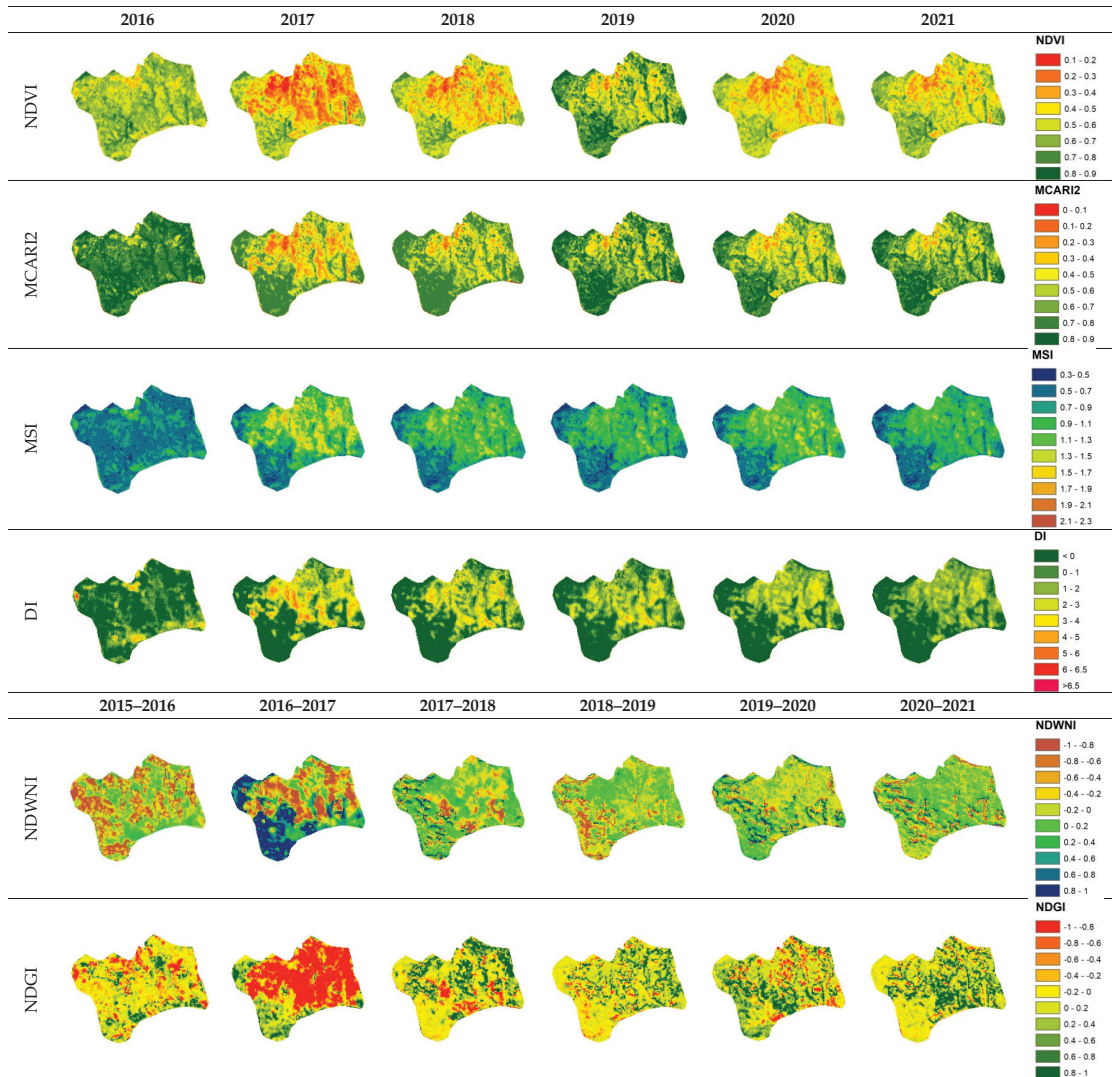 2016 2017 2018 2019 2020 2021
NDVI
NDVI
0.1 - 0.2
0.2 - 0.3
0.3 - 0.4
0.4 - 0.5
0.5 - 0.6
0.6 - 0.7
0.7 - 0.8
0.8 - 0.9
MCARI2
MCARI2
0 - 0.1
0.1- 0.2
0.2 - 0.3
0.3 - 0.4
0.4 - 0.5
0.5 - 0.6
0.6 - 0.7
0.7 - 0.8
0.8 - 0.9
MSI
MSI
0.3- 0.5
0.5 - 0.7
0.7 - 0.9
0.9 - 1.1
1.1 - 1.3
1.3 - 1.5
1.5 - 1.7
1.7 - 1.9
1.9 - 2.1
2.1 - 2.3
DI
DI
< 0
0 - 1
1 - 2
2 - 3
3 - 4
4 - 5
5 - 6
6 - 6.5
>6.5
2015–2016 2016–2017 2017–2018 2018–2019 2019–2020 2020–2021
NDWNI
NDWNI
-1 - -0.8
-0.8 - -0.6
-0.6 - -0.4
-0.4 - -0.2
-0.2 - 0
0 - 0.2
0.2 - 0.4
0.4 - 0.6
0.6 - 0.8
0.8 - 1
NDGI
NDGI
-1 - -0.8
-0.8 - -0.6
-0.6 - -0.4
-0.4 - -0.2
-0.2 - 0
0 - 0.2
0.2 - 0.4
0.4 - 0.6
0.6 - 0.8
0.8 - 1